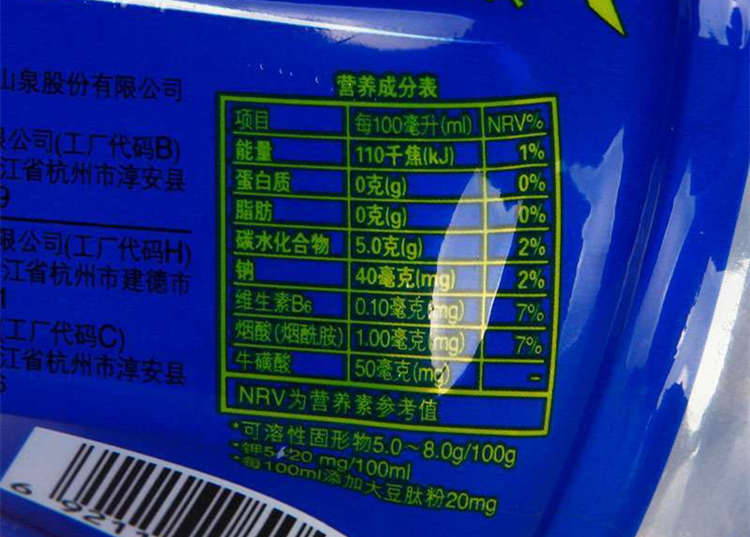 山泉股份有限公司
公司(工厂代码B)
江省杭州市淳安县
9
限公司(工厂代码H)
江省杭州市建德市
1
(工厂代码C)
江省杭州市淳安县
营养成分表
项目 每100毫升(ml) NRV%
能量 110千焦(kJ) 1%
蛋白质 0克(g) 0%
脂肪 0克(g) 0%
碳水化合物 5.0克(g) 2%
钠 40毫克(mg) 2%
维生素B6 0.10毫克(mg) 7%
烟酸(烟酰胺) 1.00毫克(mg) 7%
牛磺酸 50毫克(mg) –
NRV为营养素参考值
*可溶性固形物5.0～8.0g/100g
*钾5~20 mg/100ml
*每100ml添加大豆肽粉20mg
6 9211